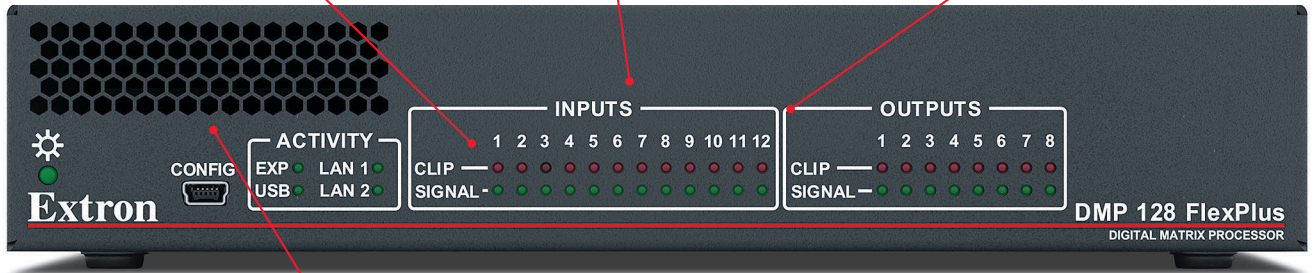 INPUTS
OUTPUTS
ACTIVITY
1 2 3 4 5 6 7 8 9 10 11 12
1 2 3 4 5 6 7 8
CONFIG
EXP LAN 1
CLIP
CLIP
USB LAN 2
SIGNAL
SIGNAL
Extron
DMP 128 FlexPlus
DIGITAL MATRIX PROCESSOR